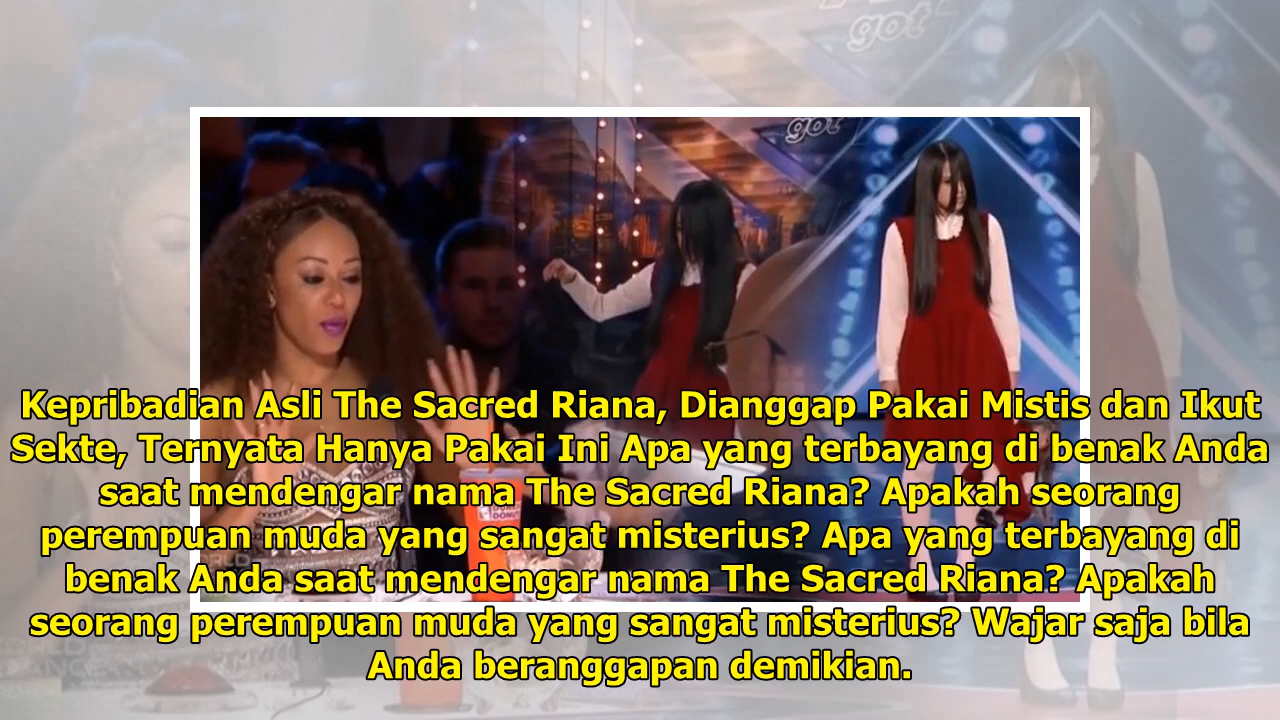 got
got
Kepribadian Asli The Sacred Riana, Dianggap Pakai Mistis dan Ikut
Sekte, Ternyata Hanya Pakai Ini Apa yang terbayang di benak Anda
saat mendengar nama The Sacred Riana? Apakah seorang
perempuan muda yang sangat misterius? Apa yang terbayang di
benak Anda saat mendengar nama The Sacred Riana? Apakah
seorang perempuan muda yang sangat misterius? Wajar saja bila
Anda beranggapan demikian.